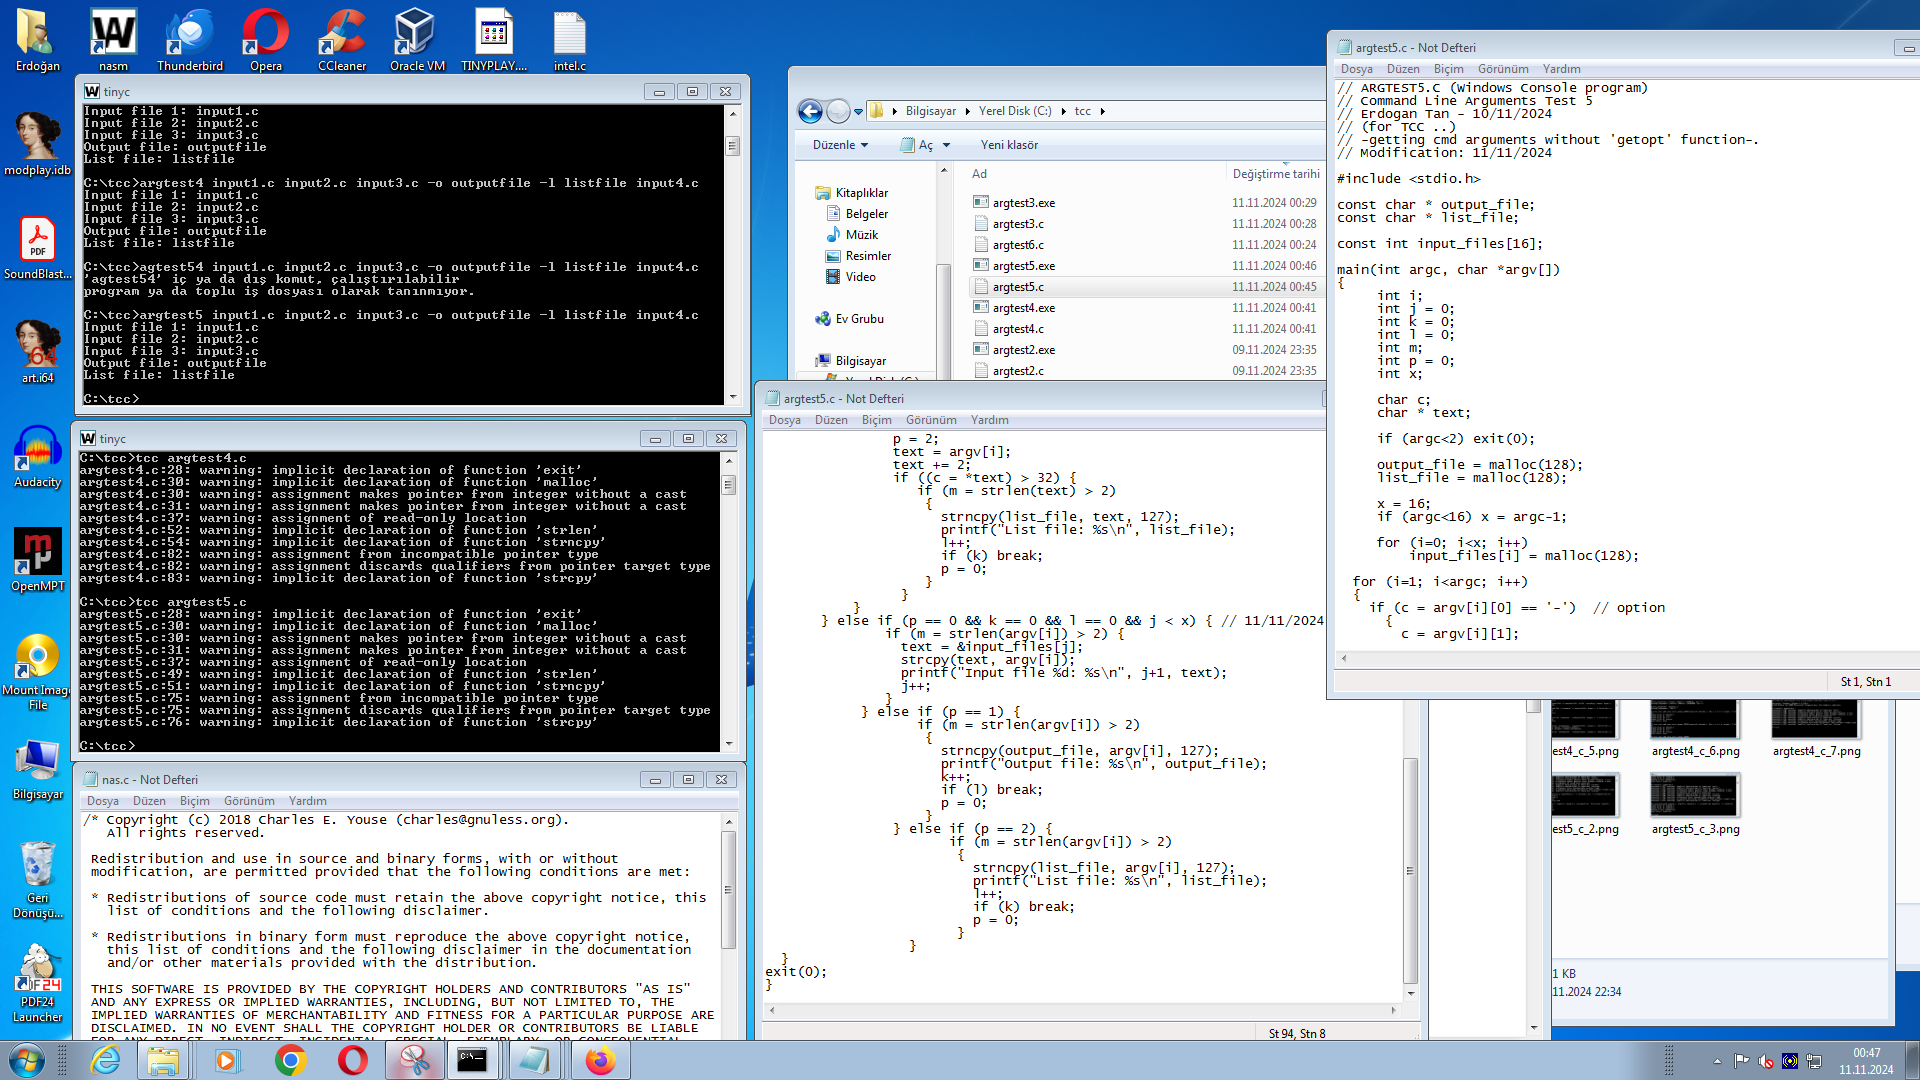 Erdoğan
nasm
Thunderbird
Opera
CCleaner
Oracle VM
TINYPLAY....
intel.c
modplay.idb
PDF
SoundBlast...
64
art.i64
Audacity
OpenMPT
Mount Image
File
Bilgisayar
Geri
Dönüşü...
PDF24
Launcher
tinyc
Input file 1: input1.c
Input file 2: input2.c
Input file 3: input3.c
Output file: outputfile
List file: listfile
C:\tcc>argtest4 input1.c input2.c input3.c -o outputfile -l listfile input4.c
Input file 1: input1.c
Input file 2: input2.c
Input file 3: input3.c
Output file: outputfile
List file: listfile
C:\tcc>agtest54 input1.c input2.c input3.c -o outputfile -l listfile input4.c
'agtest54' iç ya da dış komut, çalıştırılabilir
program ya da toplu iş dosyası olarak tanınmıyor.
C:\tcc>argtest5 input1.c input2.c input3.c -o outputfile -l listfile input4.c
Input file 1: input1.c
Input file 2: input2.c
Input file 3: input3.c
Output file: outputfile
List file: listfile
C:\tcc>
tinyc
C:\tcc>tcc argtest4.c
argtest4.c:28: warning: implicit declaration of function 'exit'
argtest4.c:30: warning: implicit declaration of function 'malloc'
argtest4.c:30: warning: assignment makes pointer from integer without a cast
argtest4.c:31: warning: assignment makes pointer from integer without a cast
argtest4.c:37: warning: assignment of read-only location
argtest4.c:52: warning: implicit declaration of function 'strlen'
argtest4.c:54: warning: implicit declaration of function 'strncpy'
argtest4.c:82: warning: assignment from incompatible pointer type
argtest4.c:82: warning: assignment discards qualifiers from pointer target type
argtest4.c:83: warning: implicit declaration of function 'strcpy'
C:\tcc>tcc argtest5.c
argtest5.c:28: warning: implicit declaration of function 'exit'
argtest5.c:30: warning: implicit declaration of function 'malloc'
argtest5.c:30: warning: assignment makes pointer from integer without a cast
argtest5.c:31: warning: assignment makes pointer from integer without a cast
argtest5.c:37: warning: assignment of read-only location
argtest5.c:49: warning: implicit declaration of function 'strlen'
argtest5.c:51: warning: implicit declaration of function 'strncpy'
argtest5.c:75: warning: assignment from incompatible pointer type
argtest5.c:75: warning: assignment discards qualifiers from pointer target type
argtest5.c:76: warning: implicit declaration of function 'strcpy'
C:\tcc>
nas.c - Not Defteri
Dosya Düzen Biçim Görünüm Yardım
/* Copyright (c) 2018 Charles E. Youse (charles@gnuless.org).
All rights reserved.
Redistribution and use in source and binary forms, with or without
modification, are permitted provided that the following conditions are met:
* Redistributions of source code must retain the above copyright notice, this
list of conditions and the following disclaimer.
* Redistributions in binary form must reproduce the above copyright notice,
this list of conditions and the following disclaimer in the documentation
and/or other materials provided with the distribution.
THIS SOFTWARE IS PROVIDED BY THE COPYRIGHT HOLDERS AND CONTRIBUTORS "AS IS"
AND ANY EXPRESS OR IMPLIED WARRANTIES, INCLUDING, BUT NOT LIMITED TO, THE
IMPLIED WARRANTIES OF MERCHANTABILITY AND FITNESS FOR A PARTICULAR PURPOSE ARE
DISCLAIMED. IN NO EVENT SHALL THE COPYRIGHT HOLDER OR CONTRIBUTORS BE LIABLE
Bilgisayar Yerel Disk (C:) tcc
Düzenle Aç Yeni klasör
Kitaplıklar
Belgeler
Müzik
Resimler
Video
Ev Grubu
Bilgisayar
Ad Değiştirme tarihi
argtest3.exe 11.11.2024 00:29
argtest3.c 11.11.2024 00:28
argtest6.c 11.11.2024 00:24
argtest5.exe 11.11.2024 00:46
argtest5.c 11.11.2024 00:45
argtest4.exe 11.11.2024 00:41
argtest4.c 11.11.2024 00:41
argtest2.exe 09.11.2024 23:35
argtest2.c 09.11.2024 23:35
argtest5.c - Not Defteri
Dosya Düzen Biçim Görünüm Yardım
p = 2;
text = argv[i];
text += 2;
if ((c = *text) > 32) {
if (m = strlen(text) > 2)
{
strncpy(list_file, text, 127);
printf("List file: %s\n", list_file);
l++;
if (k) break;
p = 0;
}
}
}
} else if (p == 0 && k == 0 && l == 0 && j < x) { // 11/11/2024
if (m = strlen(argv[i]) > 2) {
text = &input_files[j];
strcpy(text, argv[i]);
printf("Input file %d: %s\n", j+1, text);
j++;
}
} else if (p == 1) {
if (m = strlen(argv[i]) > 2)
{
strncpy(output_file, argv[i], 127);
printf("Output file: %s\n", output_file);
k++;
if (l) break;
p = 0;
}
} else if (p == 2) {
if (m = strlen(argv[i]) > 2)
{
strncpy(list_file, argv[i], 127);
printf("List file: %s\n", list_file);
l++;
if (k) break;
p = 0;
}
}
}
exit(0);
}
St 94, Stn 8
argtest5.c - Not Defteri
Dosya Düzen Biçim Görünüm Yardım
// ARGTEST5.C (Windows Console program)
// Command Line Arguments Test 5
// Erdogan Tan - 10/11/2024
// (for TCC ..)
// -getting cmd arguments without 'getopt' function-.
// Modification: 11/11/2024
#include <stdio.h>
const char * output_file;
const char * list_file;
const int input_files[16];
main(int argc, char *argv[])
{
int i;
int j = 0;
int k = 0;
int l = 0;
int m;
int p = 0;
int x;
char c;
char * text;
if (argc<2) exit(0);
output_file = malloc(128);
list_file = malloc(128);
x = 16;
if (argc<16) x = argc-1;
for (i=0; i<x; i++)
input_files[i] = malloc(128);
for (i=1; i<argc; i++)
{
if (c = argv[i][0] == '-') // option
{
c = argv[i][1];
St 1, Stn 1
est4_c_5.png
argtest4_c_6.png
argtest4_c_7.png
est5_c_2.png
argtest5_c_3.png
1 KB
11.2024 22:34
00:47
11.11.2024